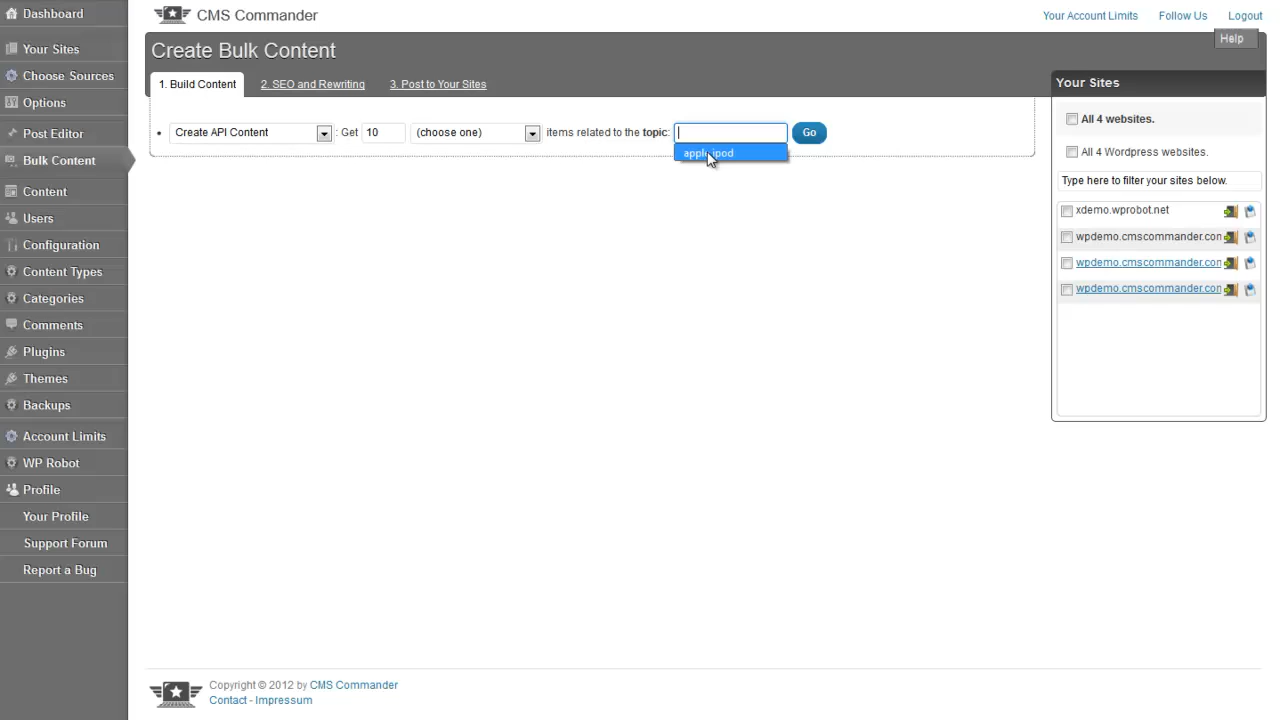 Dashboard
Your Sites
Choose Sources
Options
Post Editor
Bulk Content
Content
Users
Configuration
Content Types
Categories
Comments
Plugins
Themes
Backups
Account Limits
WP Robot
Profile
Your Profile
Support Forum
Report a Bug
CMS Commander
Your Account Limits Follow Us Logout
Help
Create Bulk Content
1. Build Content 2. SEO and Rewriting 3. Post to Your Sites
• Create API Content : Get 10 (choose one) items related to the topic: Go
apple ipod
Your Sites
All 4 websites.
All 4 Wordpress websites.
Type here to filter your sites below.
xdemo.wprobot.net
wpdemo.cmscommander.con
wpdemo.cmscommander.con
wpdemo.cmscommander.con
Copyright © 2012 by CMS Commander
Contact - Impressum